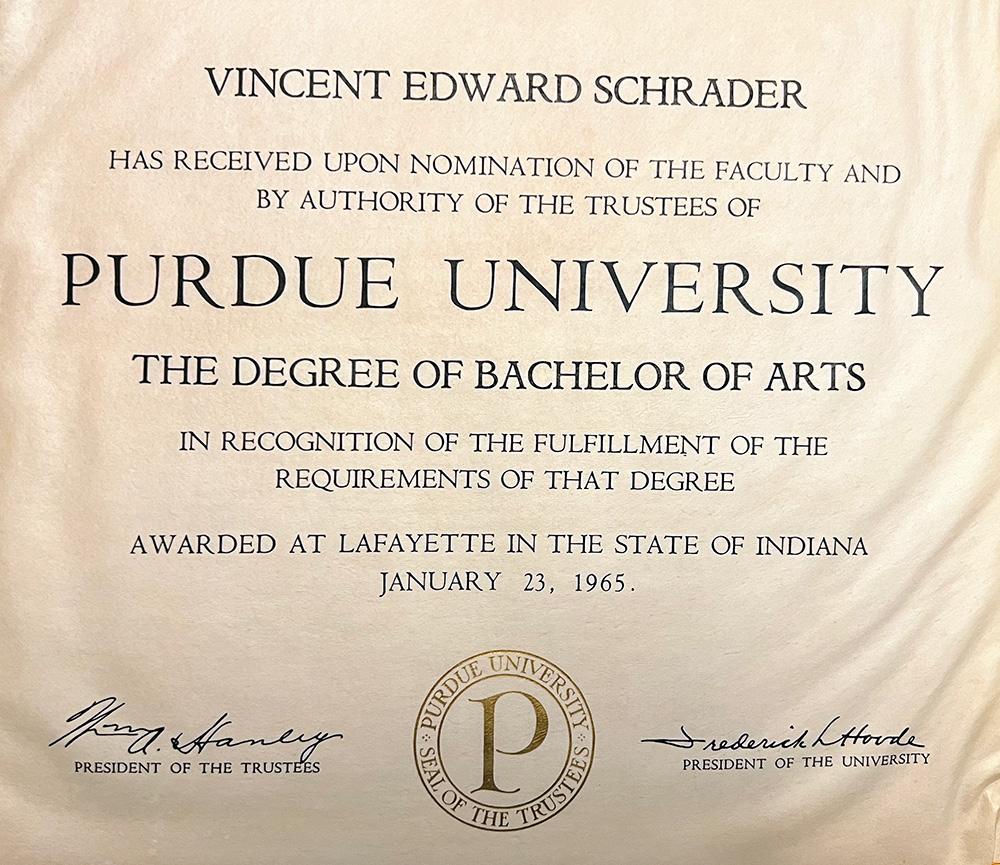 VINCENT EDWARD SCHRADER
HAS RECEIVED UPON NOMINATION OF THE FACULTY AND
BY AUTHORITY OF THE TRUSTEES OF
PURDUE UNIVERSITY
THE DEGREE OF BACHELOR OF ARTS
IN RECOGNITION OF THE FULFILLMENT OF THE
REQUIREMENTS OF THAT DEGREE
AWARDED AT LAFAYETTE IN THE STATE OF INDIANA
JANUARY 23, 1965.
Wm A. Hanley
PRESIDENT OF THE TRUSTEES
PURDUE UNIVERSITY
P
SEAL OF THE TRUSTEES
Frederick L Hovde
PRESIDENT OF THE UNIVERSITY